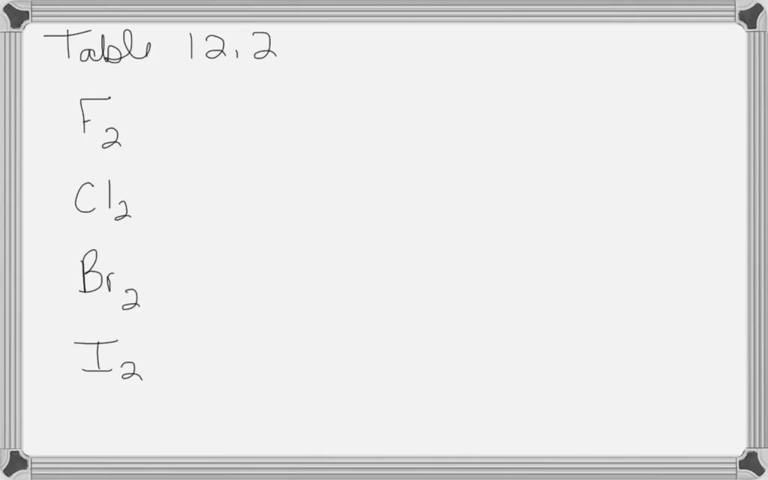 Table 12.2
F₂
Cl₂
Br₂
I₂